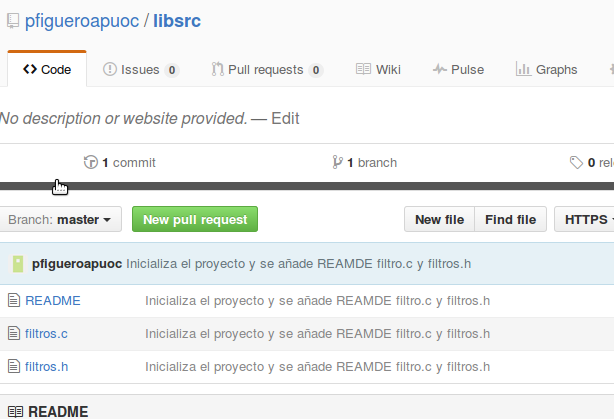 pfigueroapuoc / libsrc
Code Issues 0 Pull requests 0 Wiki Pulse Graphs
No description or website provided. — Edit
1 commit 1 branch 0 rel
Branch: master New pull request New file Find file HTTPS
pfigueroapuoc Inicializa el proyecto y se añade REAMDE filtro.c y filtros.h
README Inicializa el proyecto y se añade REAMDE filtro.c y filtros.h
filtros.c Inicializa el proyecto y se añade REAMDE filtro.c y filtros.h
filtros.h Inicializa el proyecto y se añade REAMDE filtro.c y filtros.h
README